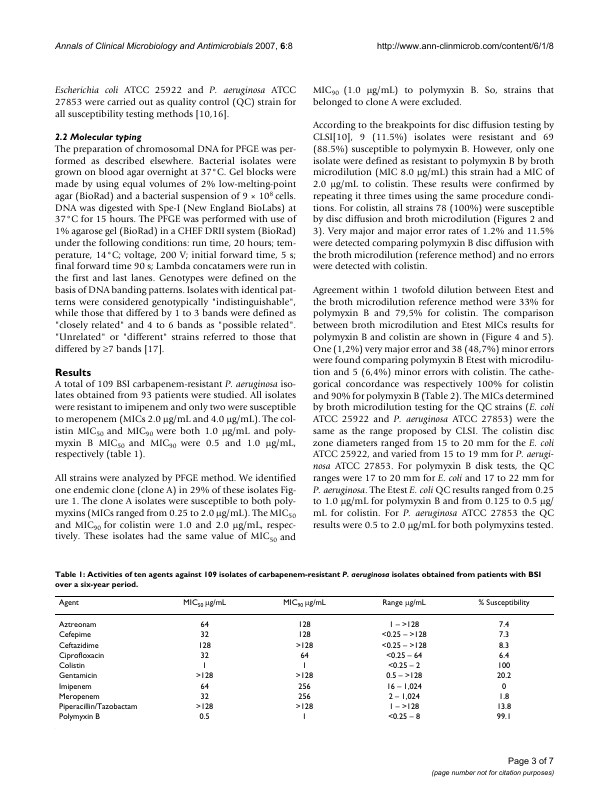 Annals of Clinical Microbiology and Antimicrobials 2007, 6:8
http://www.ann-clinmicrob.com/content/6/1/8
Escherichia coli ATCC 25922 and P. aeruginosa ATCC
27853 were carried out as quality control (QC) strain for
all susceptibility testing methods [10,16].
2.2 Molecular typing
The preparation of chromosomal DNA for PFGE was per-
formed as described elsewhere. Bacterial isolates were
grown on blood agar overnight at 37°C. Gel blocks were
made by using equal volumes of 2% low-melting-point
agar (BioRad) and a bacterial suspension of 9 × 10⁸ cells.
DNA was digested with Spe-I (New England BioLabs) at
37°C for 15 hours. The PFGE was performed with use of
1% agarose gel (BioRad) in a CHEF DRII system (BioRad)
under the following conditions: run time, 20 hours; tem-
perature, 14°C; voltage, 200 V; initial forward time, 5 s;
final forward time 90 s; Lambda concatamers were run in
the first and last lanes. Genotypes were defined on the
basis of DNA banding patterns. Isolates with identical pat-
terns were considered genotypically "indistinguishable",
while those that differed by 1 to 3 bands were defined as
"closely related" and 4 to 6 bands as "possible related".
"Unrelated" or "different" strains referred to those that
differed by ≥7 bands [17].
Results
A total of 109 BSI carbapenem-resistant P. aeruginosa iso-
lates obtained from 93 patients were studied. All isolates
were resistant to imipenem and only two were susceptible
to meropenem (MICs 2.0 μg/mL and 4.0 μg/mL). The col-
istin MIC50 and MIC90 were both 1.0 μg/mL and poly-
myxin B MIC50 and MIC90 were 0.5 and 1.0 μg/mL,
respectively (table 1).
All strains were analyzed by PFGE method. We identified
one endemic clone (clone A) in 29% of these isolates Fig-
ure 1. The clone A isolates were susceptible to both poly-
myxins (MICs ranged from 0.25 to 2.0 μg/mL). The MIC50
and MIC90 for colistin were 1.0 and 2.0 μg/mL, respec-
tively. These isolates had the same value of MIC50 and
MIC90 (1.0 μg/mL) to polymyxin B. So, strains that
belonged to clone A were excluded.
According to the breakpoints for disc diffusion testing by
CLSI[10], 9 (11.5%) isolates were resistant and 69
(88.5%) susceptible to polymyxin B. However, only one
isolate were defined as resistant to polymyxin B by broth
microdilution (MIC 8.0 μg/mL) this strain had a MIC of
2.0 μg/mL to colistin. These results were confirmed by
repeating it three times using the same procedure condi-
tions. For colistin, all strains 78 (100%) were susceptible
by disc diffusion and broth microdilution (Figures 2 and
3). Very major and major error rates of 1.2% and 11.5%
were detected comparing polymyxin B disc diffusion with
the broth microdilution (reference method) and no errors
were detected with colistin.
Agreement within 1 twofold dilution between Etest and
the broth microdilution reference method were 33% for
polymyxin B and 79,5% for colistin. The comparison
between broth microdilution and Etest MICs results for
polymyxin B and colistin are shown in (Figure 4 and 5).
One (1,2%) very major error and 38 (48,7%) minor errors
were found comparing polymyxin B Etest with microdilu-
tion and 5 (6,4%) minor errors with colistin. The cathe-
gorical concordance was respectively 100% for colistin
and 90% for polymyxin B (Table 2). The MICs determined
by broth microdilution testing for the QC strains (E. coli
ATCC 25922 and P. aeruginosa ATCC 27853) were the
same as the range proposed by CLSI. The colistin disc
zone diameters ranged from 15 to 20 mm for the E. coli
ATCC 25922, and varied from 15 to 19 mm for P. aerugi-
nosa ATCC 27853. For polymyxin B disk tests, the QC
ranges were 17 to 20 mm for E. coli and 17 to 22 mm for
P. aeruginosa. The Etest E. coli QC results ranged from 0.25
to 1.0 μg/mL for polymyxin B and from 0.125 to 0.5 μg/
mL for colistin. For P. aeruginosa ATCC 27853 the QC
results were 0.5 to 2.0 μg/mL for both polymyxins tested.
Table 1: Activities of ten agents against 109 isolates of carbapenem-resistant P. aeruginosa isolates obtained from patients with BSI
over a six-year period.
Agent MIC50 μg/mL MIC90 μg/mL Range μg/mL % Susceptibility
Aztreonam 64 128 1 – >128 7.4
Cefepime 32 128 <0.25 – >128 7.3
Ceftazidime 128 >128 <0.25 – >128 8.3
Ciprofloxacin 32 64 <0.25 – 64 6.4
Colistin 1 1 <0.25 – 2 100
Gentamicin >128 >128 0.5 – >128 20.2
Imipenem 64 256 16 – 1,024 0
Meropenem 32 256 2 – 1,024 1.8
Piperacillin/Tazobactam >128 >128 1 – >128 13.8
Polymyxin B 0.5 1 <0.25 – 8 99.1
Page 3 of 7
(page number not for citation purposes)